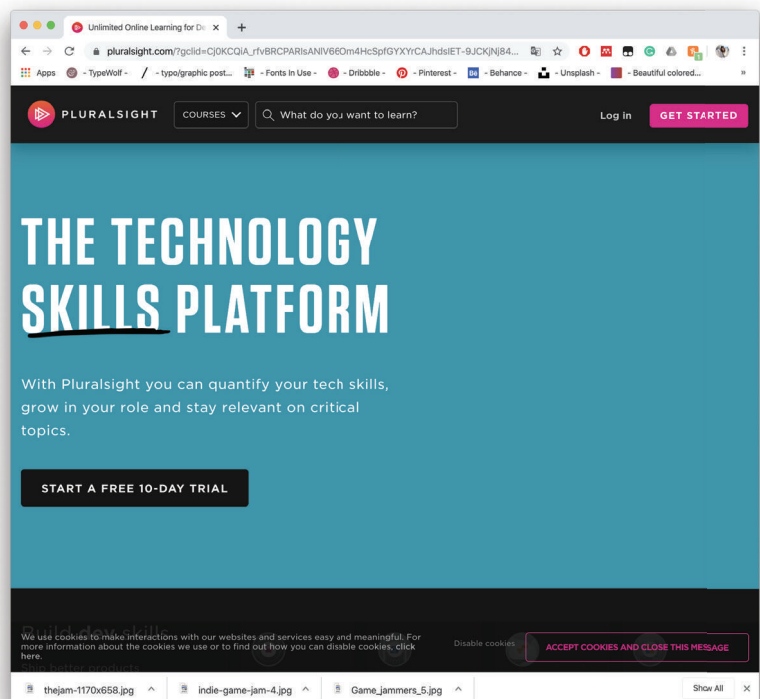 Unlimited Online Learning for De
pluralsight.com/?gclid=Cj0KCQiA_rfvBRCPARIsANlV66Om4HcSpfGYXYrCAJhdsIET-9JCKjNj84...
Apps - TypeWolf - - typo/graphic post... - Fonts In Use - - Dribbble - - Pinterest - - Behance - - Unsplash - - Beautiful colored... »
PLURALSIGHT COURSES What do you want to learn? Log in GET STARTED
THE TECHNOLOGY
SKILLS PLATFORM
With Pluralsight you can quantify your tech skills,
grow in your role and stay relevant on critical
topics.
START A FREE 10-DAY TRIAL
Build dev skills
We use cookies to make interactions with our websites and services easy and meaningful. For
more information about the cookies we use or to find out how you can disable cookies, click
here.
Disable cookies ACCEPT COOKIES AND CLOSE THIS MESSAGE
Ship better products
thejam-1170x658.jpg indie-game-jam-4.jpg Game_jammers_5.jpg Show All